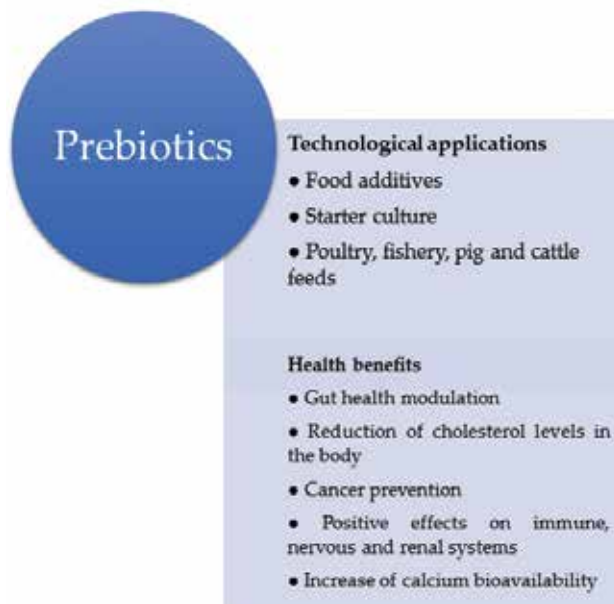 Prebiotics
Technological applications
● Food additives
● Starter culture
● Poultry, fishery, pig and cattle
feeds
Health benefits
● Gut health modulation
● Reduction of cholesterol levels in
the body
● Cancer prevention
● Positive effects on immune,
nervous and renal systems
● Increase of calcium bioavailability